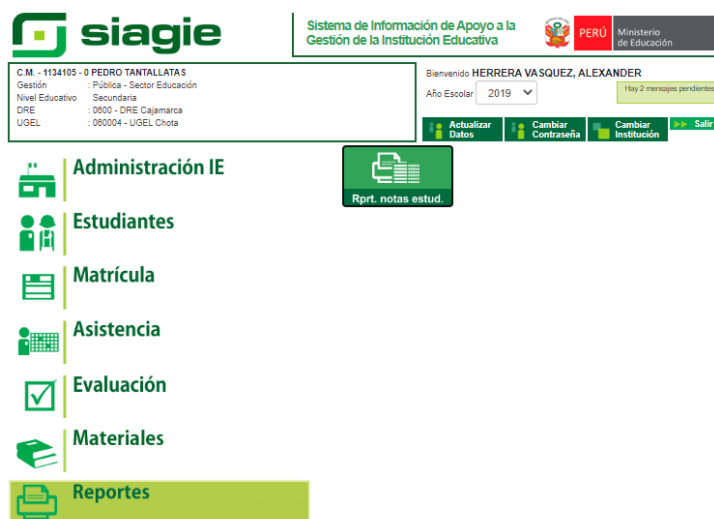 siagie
Sistema de Información de Apoyo a la
Gestión de la Institución Educativa
PERÚ
Ministerio
de Educación
C.M. - 1134105 - 0 PEDRO TANTALLATAS
Gestión : Pública - Sector Educación
Nivel Educativo Secundaria
DRE : 0600 - DRE Cajamarca
UGEL : 060004 - UGEL Chota
Bienvenido HERRERA VASQUEZ, ALEXANDER
Año Escolar 2019
Hay 2 mensajes pendientes
Actualizar
Datos
Cambiar
Contraseña
Cambiar
Institución
Salir
Administración IE
Rprt. notas estud.
Estudiantes
Matrícula
Asistencia
Evaluación
Materiales
Reportes